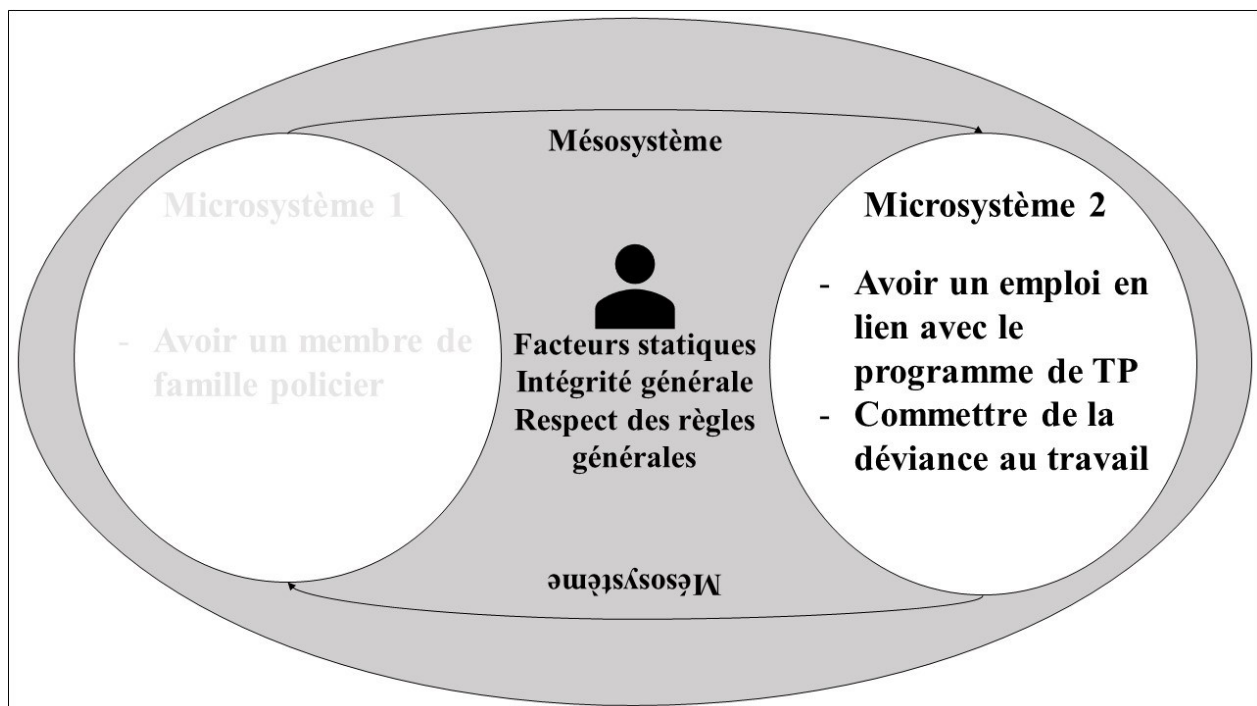 Mésosystème
Microsystème 1
- Avoir un membre de
famille policier
Facteurs statiques
Intégrité générale
Respect des règles
générales
Microsystème 2
- Avoir un emploi en
lien avec le
programme de TP
- Commettre de la
déviance au travail
Mésosystème